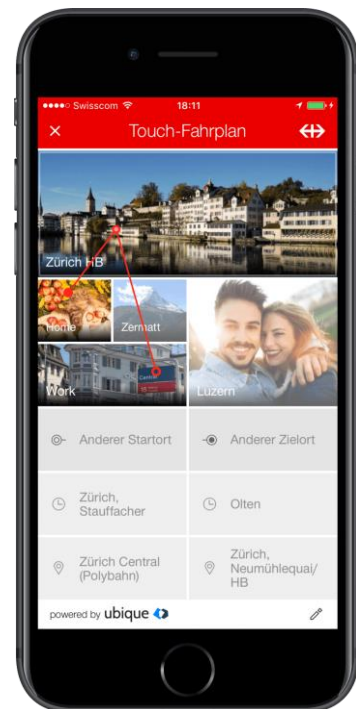 Swisscom
18:11
Touch-Fahrplan
Zürich HB
Home
Zermatt
Work
Central
Luzern
Anderer Startort
Anderer Zielort
Zürich,
Stauffacher
Olten
Zürich Central
(Polybahn)
Zürich,
Neumühlequai/
HB
powered by ubique